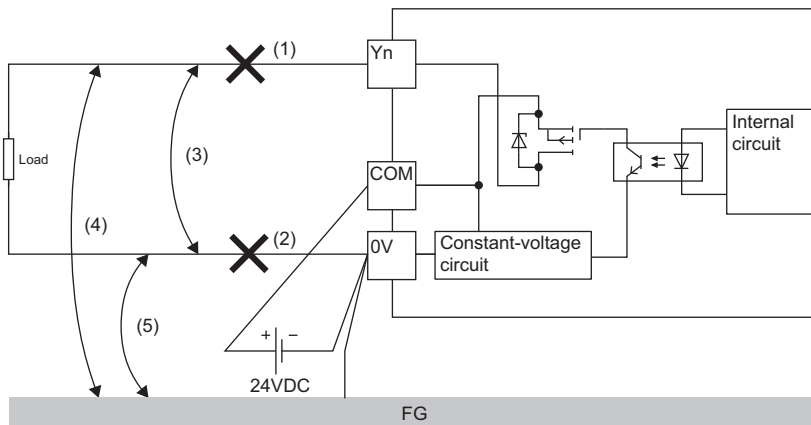 (1)
Yn
Internal
circuit
(3)
Load
COM
(4)
(2)
0V
Constant-voltage
circuit
(5)
+ −
24VDC
FG